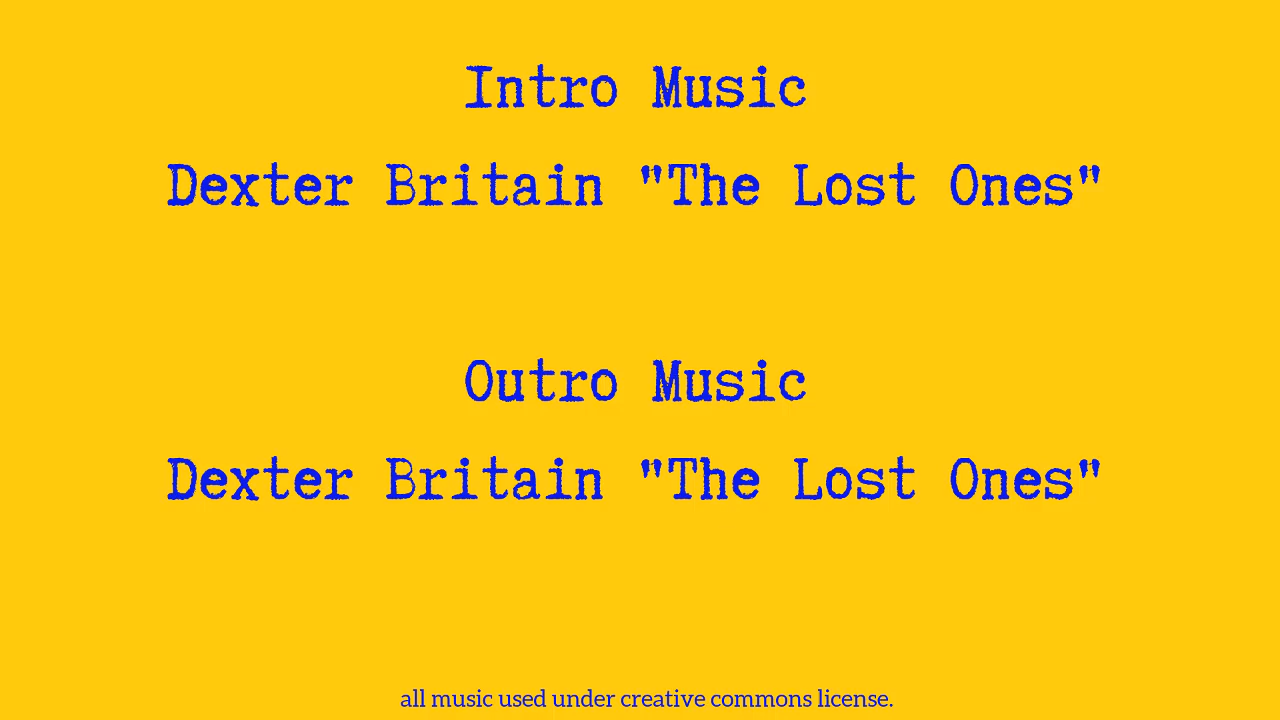 Intro Music
Dexter Britain "The Lost Ones"
Outro Music
Dexter Britain "The Lost Ones"
all music used under creative commons license.